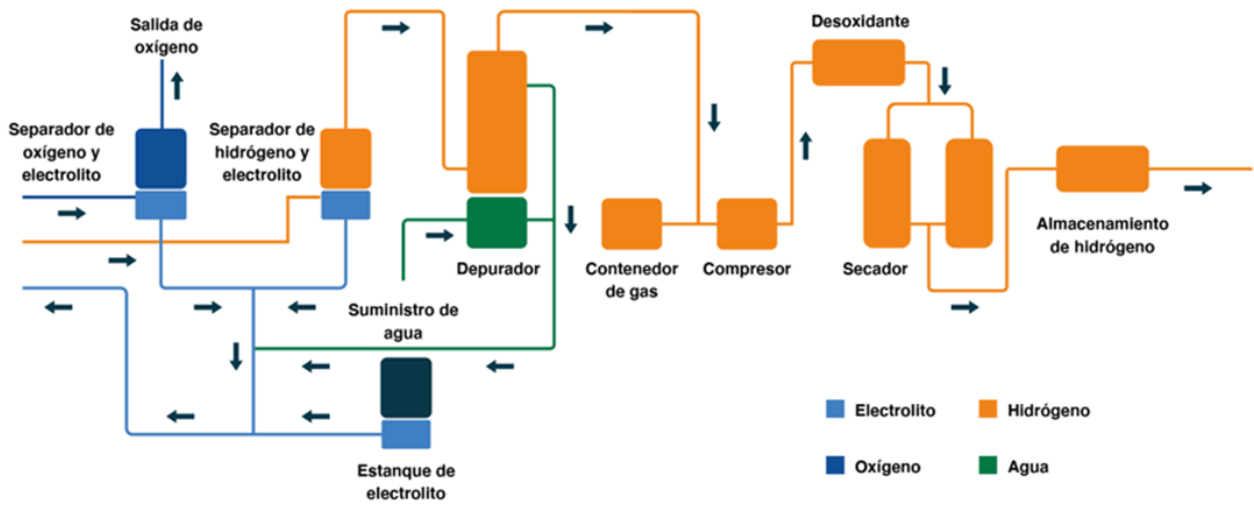 Salida de
oxígeno
Desoxidante
Separador de
oxígeno y
electrolito
Separador de
hidrógeno y
electrolito
Depurador
Contenedor
de gas
Compresor
Secador
Almacenamiento
de hidrógeno
Suministro de
agua
Estanque de
electrolito
Electrolito
Hidrógeno
Oxígeno
Agua